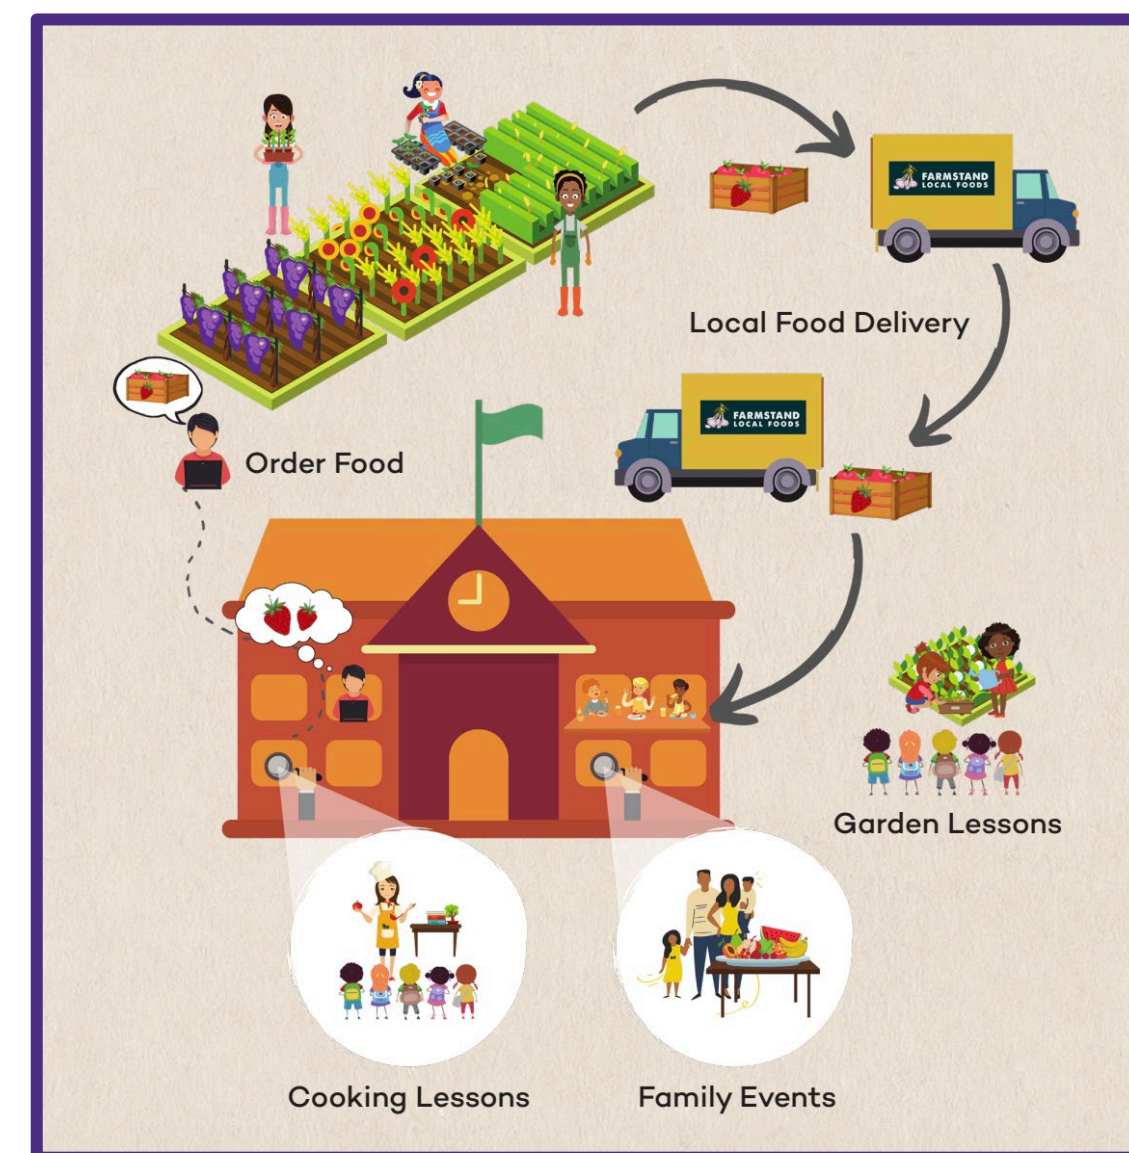 FARMSTAND
LOCAL FOODS
Local Food Delivery
FARMSTAND
LOCAL FOODS
Order Food
Garden Lessons
Cooking Lessons
Family Events